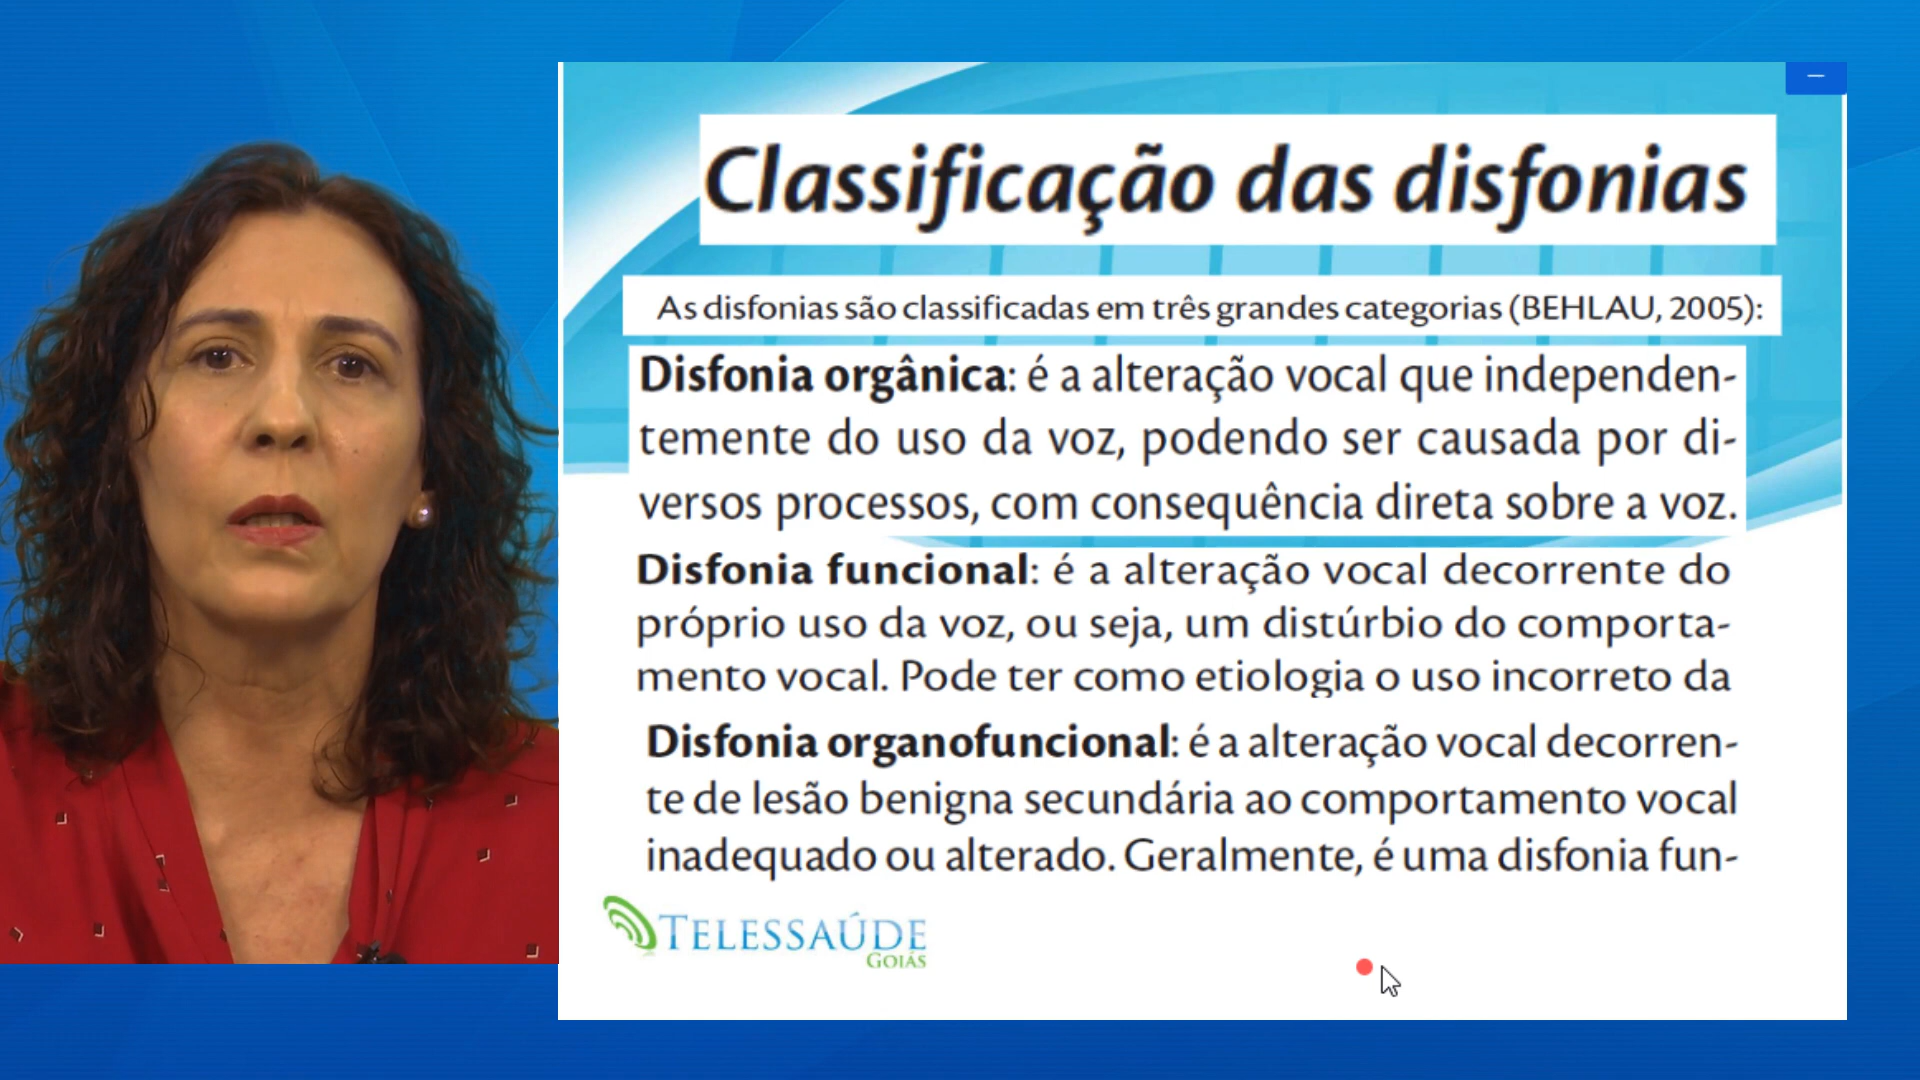 Classificação das disfonias
As disfonias são classificadas em três grandes categorias (BEHLAU, 2005):
Disfonia orgânica: é a alteração vocal que independen-
temente do uso da voz, podendo ser causada por di-
versos processos, com consequência direta sobre a voz.
Disfonia funcional: é a alteração vocal decorrente do
próprio uso da voz, ou seja, um distúrbio do comporta-
mento vocal. Pode ter como etiologia o uso incorreto da
Disfonia organofuncional: é a alteração vocal decorren-
te de lesão benigna secundária ao comportamento vocal
inadequado ou alterado. Geralmente, é uma disfonia fun-
TELESSAÚDE
GOIÁS